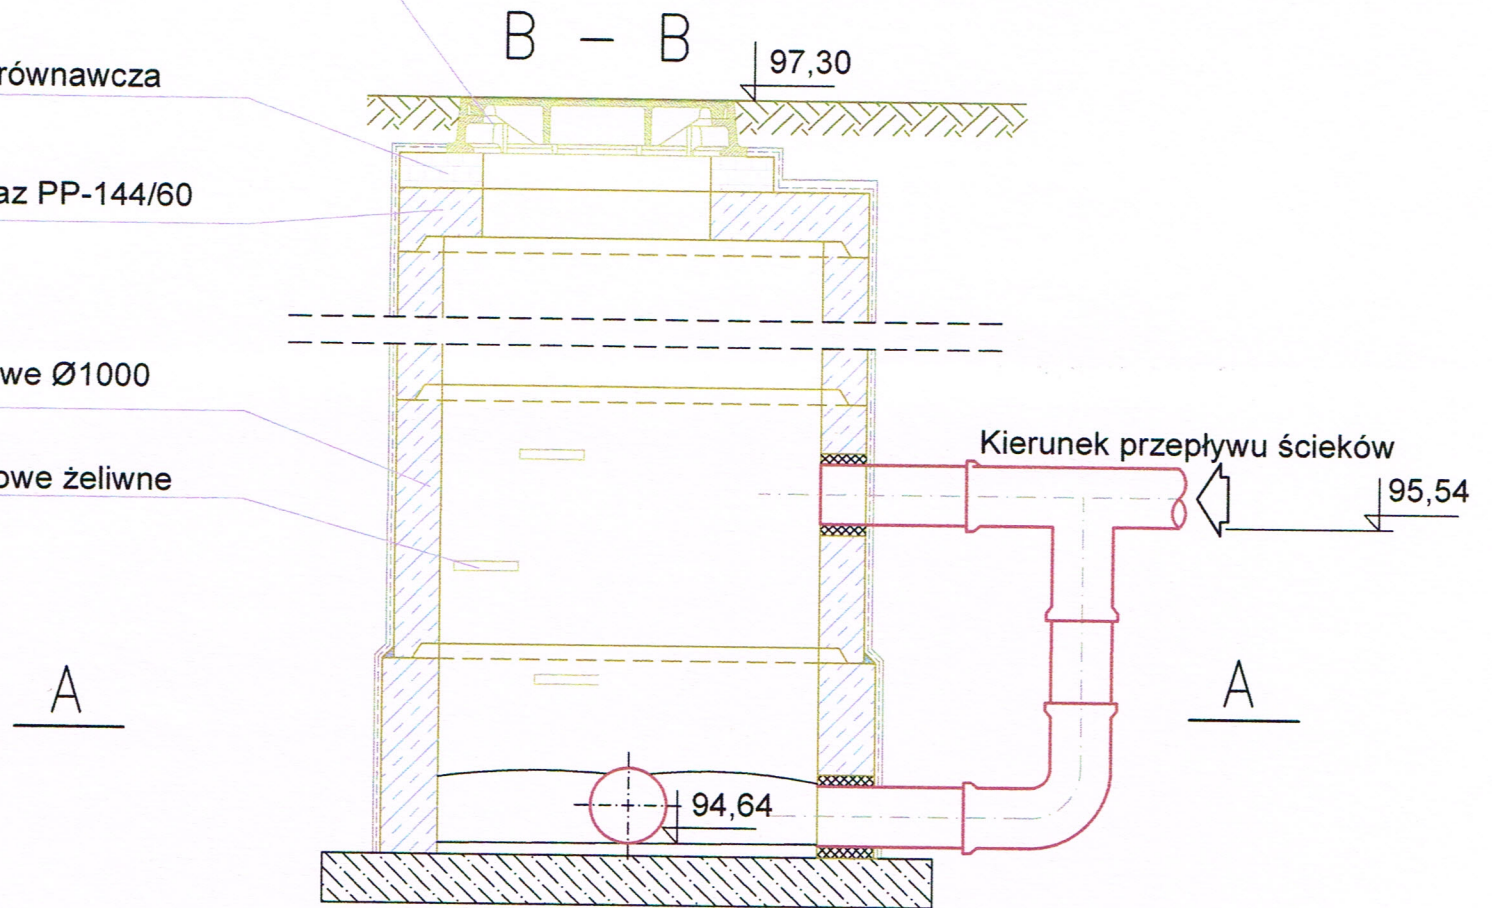 B – B
97,30
równawcza
az PP-144/60
we Ø1000
Kierunek przepływu ścieków
95,54
owe żeliwne
A
A
94,64